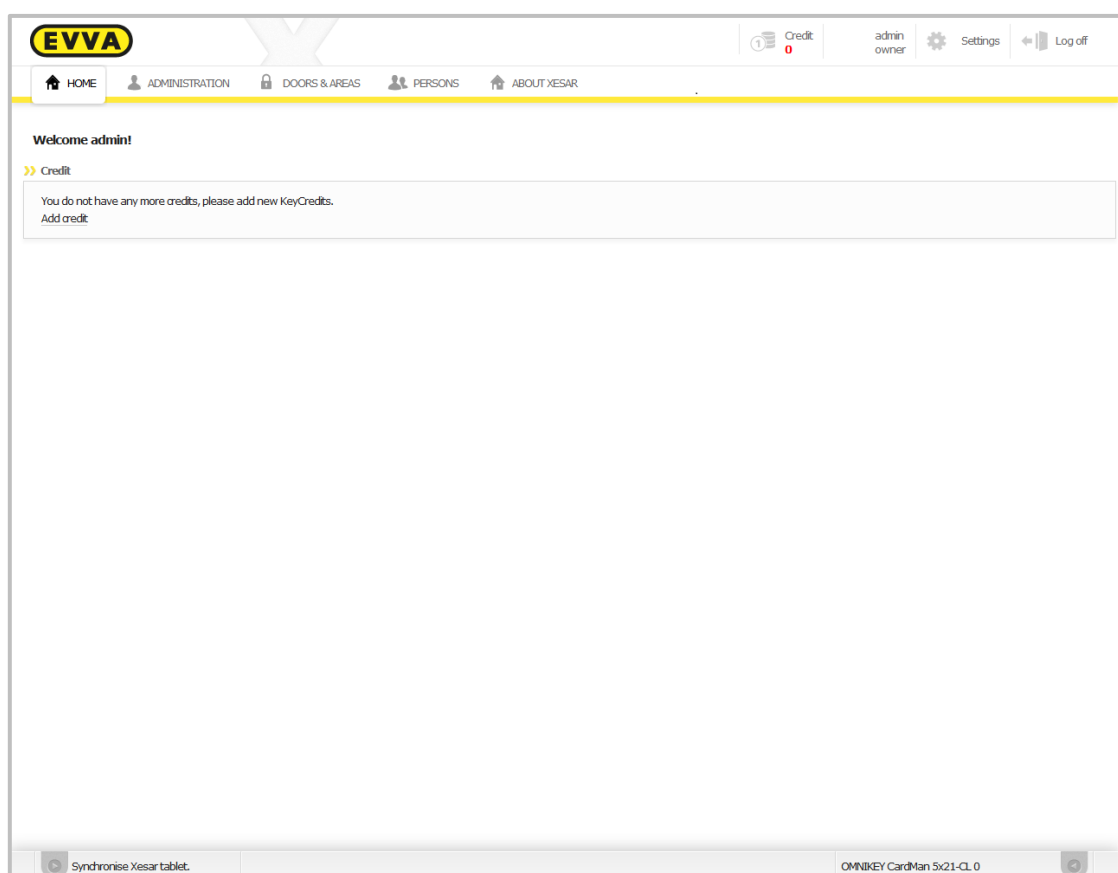 EVVA
Credit
0
admin
owner
Settings
Log off
HOME
ADMINISTRATION
DOORS & AREAS
PERSONS
ABOUT XESAR
Welcome admin!
Credit
You do not have any more credits, please add new KeyCredits.
Add credit
Synchronise Xesar tablet.
OMNIKEY CardMan 5x21-CL 0